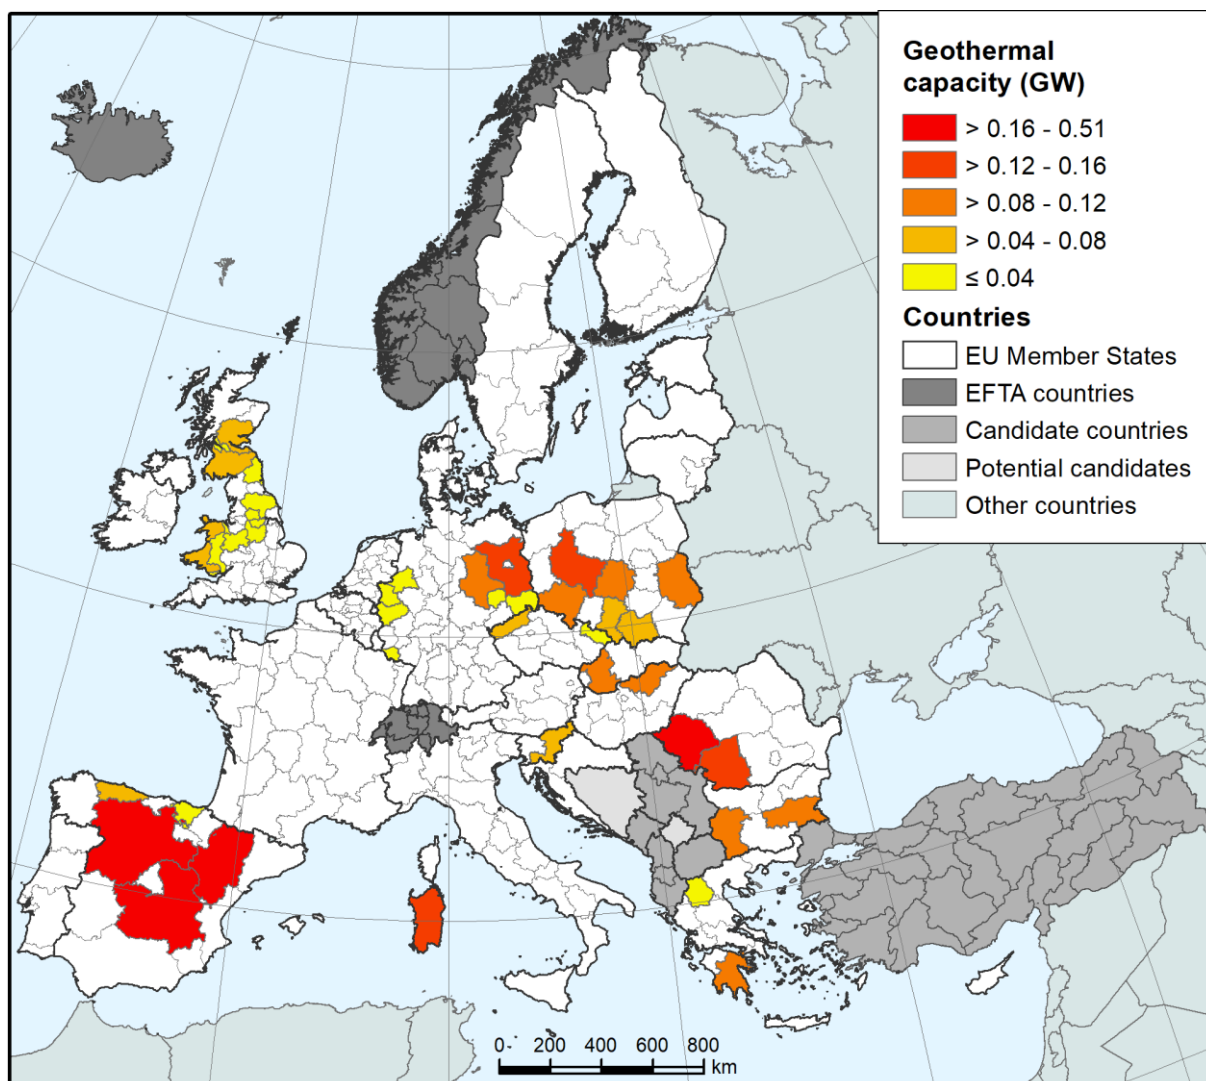 Geothermal
capacity (GW)
> 0.16 - 0.51
> 0.12 - 0.16
> 0.08 - 0.12
> 0.04 - 0.08
≤ 0.04
Countries
EU Member States
EFTA countries
Candidate countries
Potential candidates
Other countries
0 200 400 600 800
km